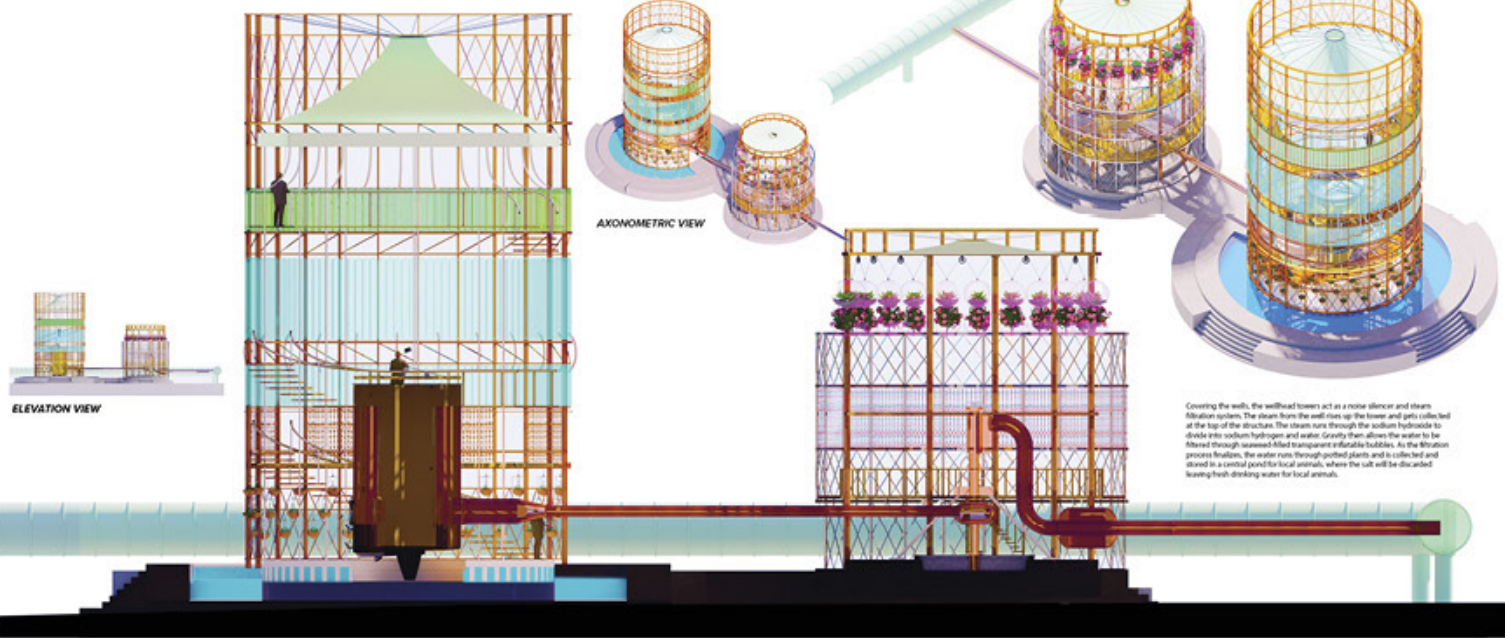 AXONOMETRIC VIEW
ELEVATION VIEW
Covering the wells, the wellhead towers act as a noise silencer and steam
filtration system. The steam from the well rises up the tower and gets collected
at the top of the structure. The steam runs through the sodium hydroxide to
divide into sodium hydrogen and water. Gravity then allows the water to be
filtered through seaweed-filled transparent inflatable bubbles. As the filtration
process finalizes, the water runs through potted plants and is collected and
stored in a central pond for local animals, where the salt will be discarded
leaving fresh drinking water for local animals.